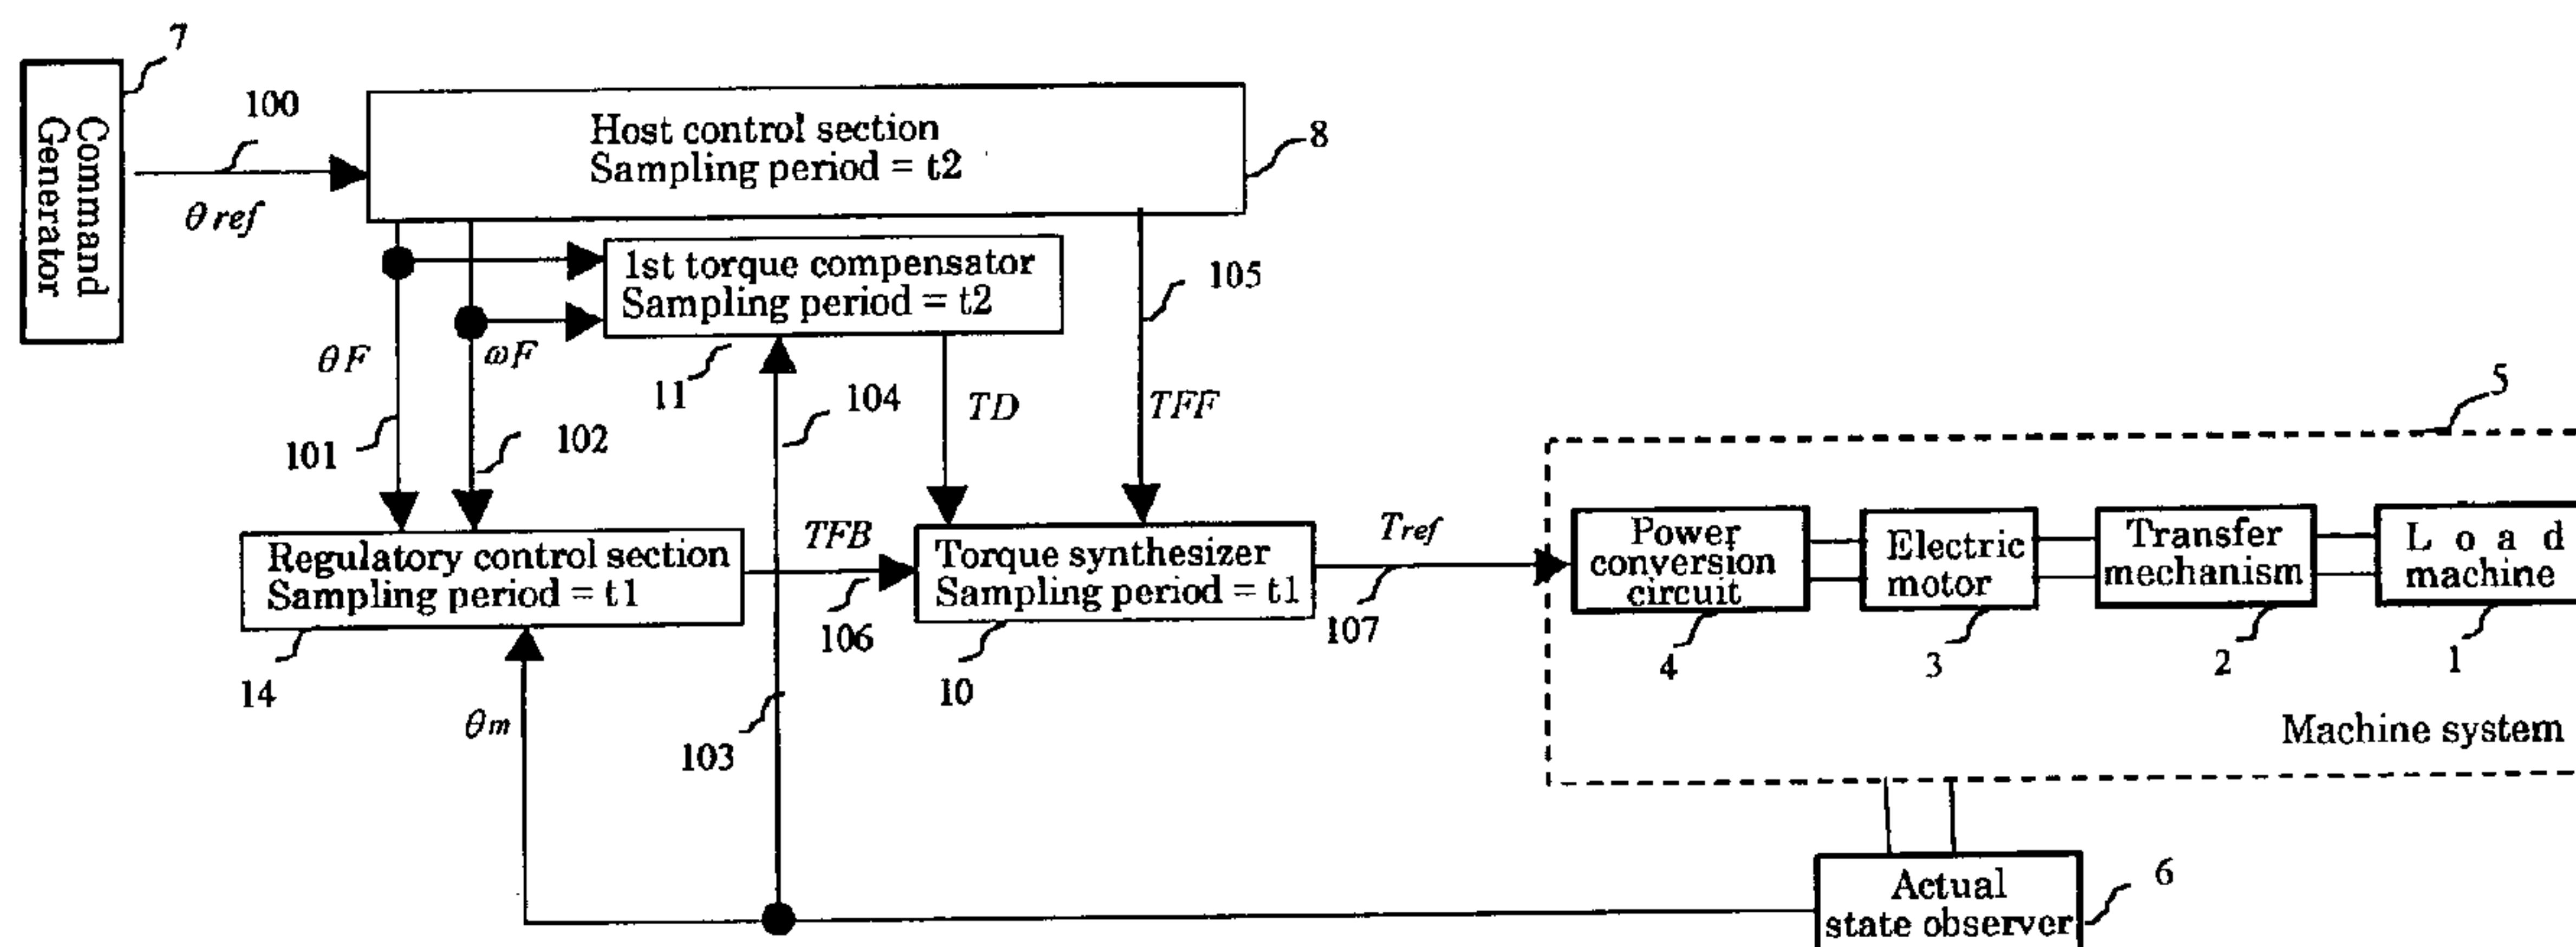 7
Command
Generator
100
θref
Host control section
Sampling period = t2
8
1st torque compensator
Sampling period = t2
105
θF
ωF
11
104
TD
TFF
101
102
5
Regulatory control section
Sampling period = t1
TFB
Torque synthesizer
Sampling period = t1
Tref
Power
conversion
circuit
Electric
motor
Transfer
mechanism
Load
machine
14
106
10
107
4
3
2
1
θm
103
Machine system
Actual
state observer
6